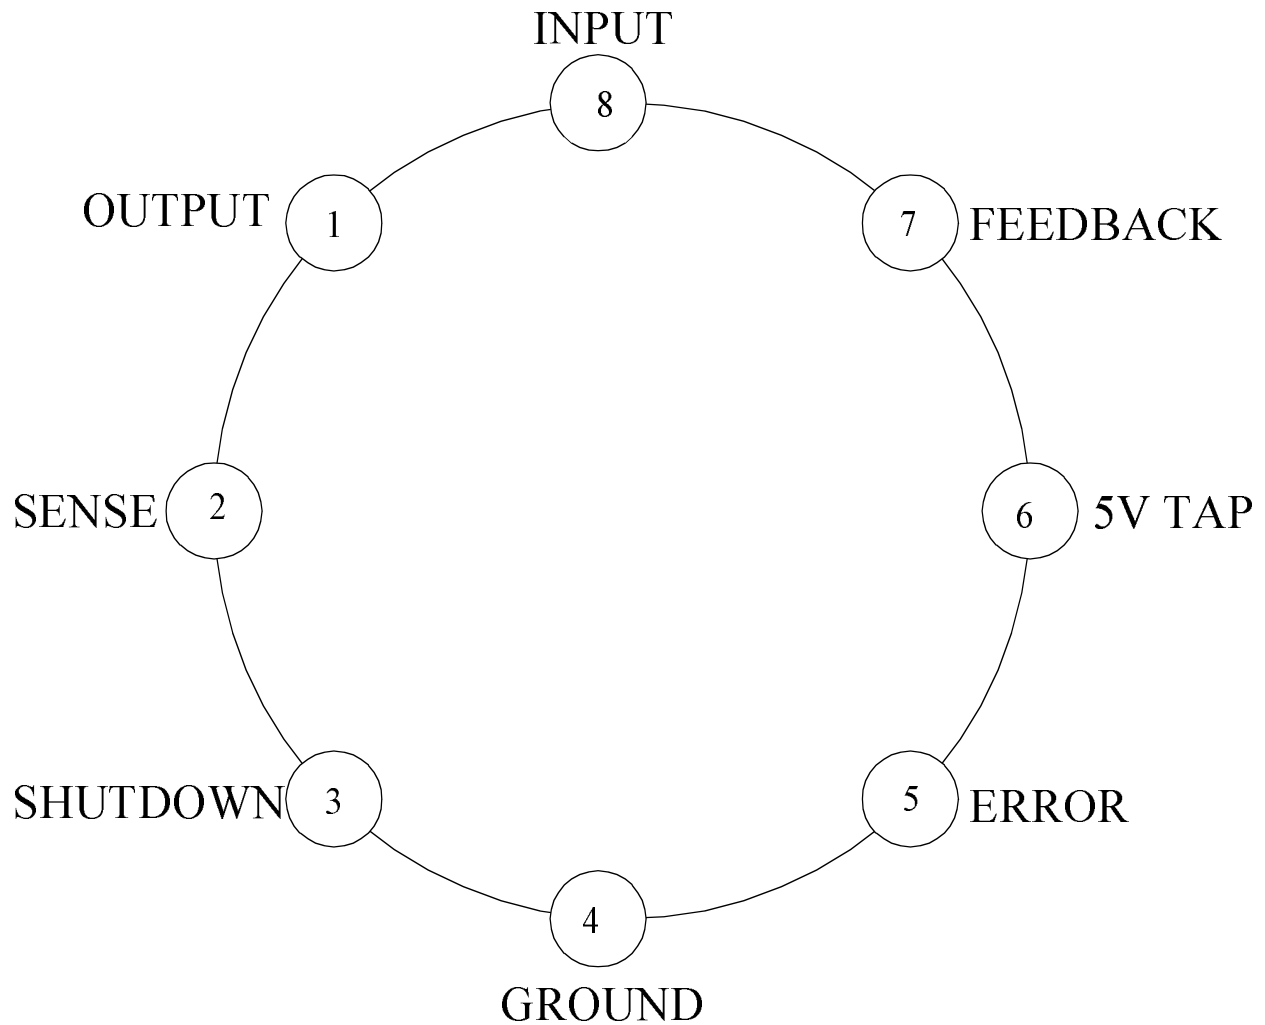 INPUT
8
OUTPUT 1
7 FEEDBACK
SENSE 2
6 5V TAP
SHUTDOWN 3
5 ERROR
4
GROUND